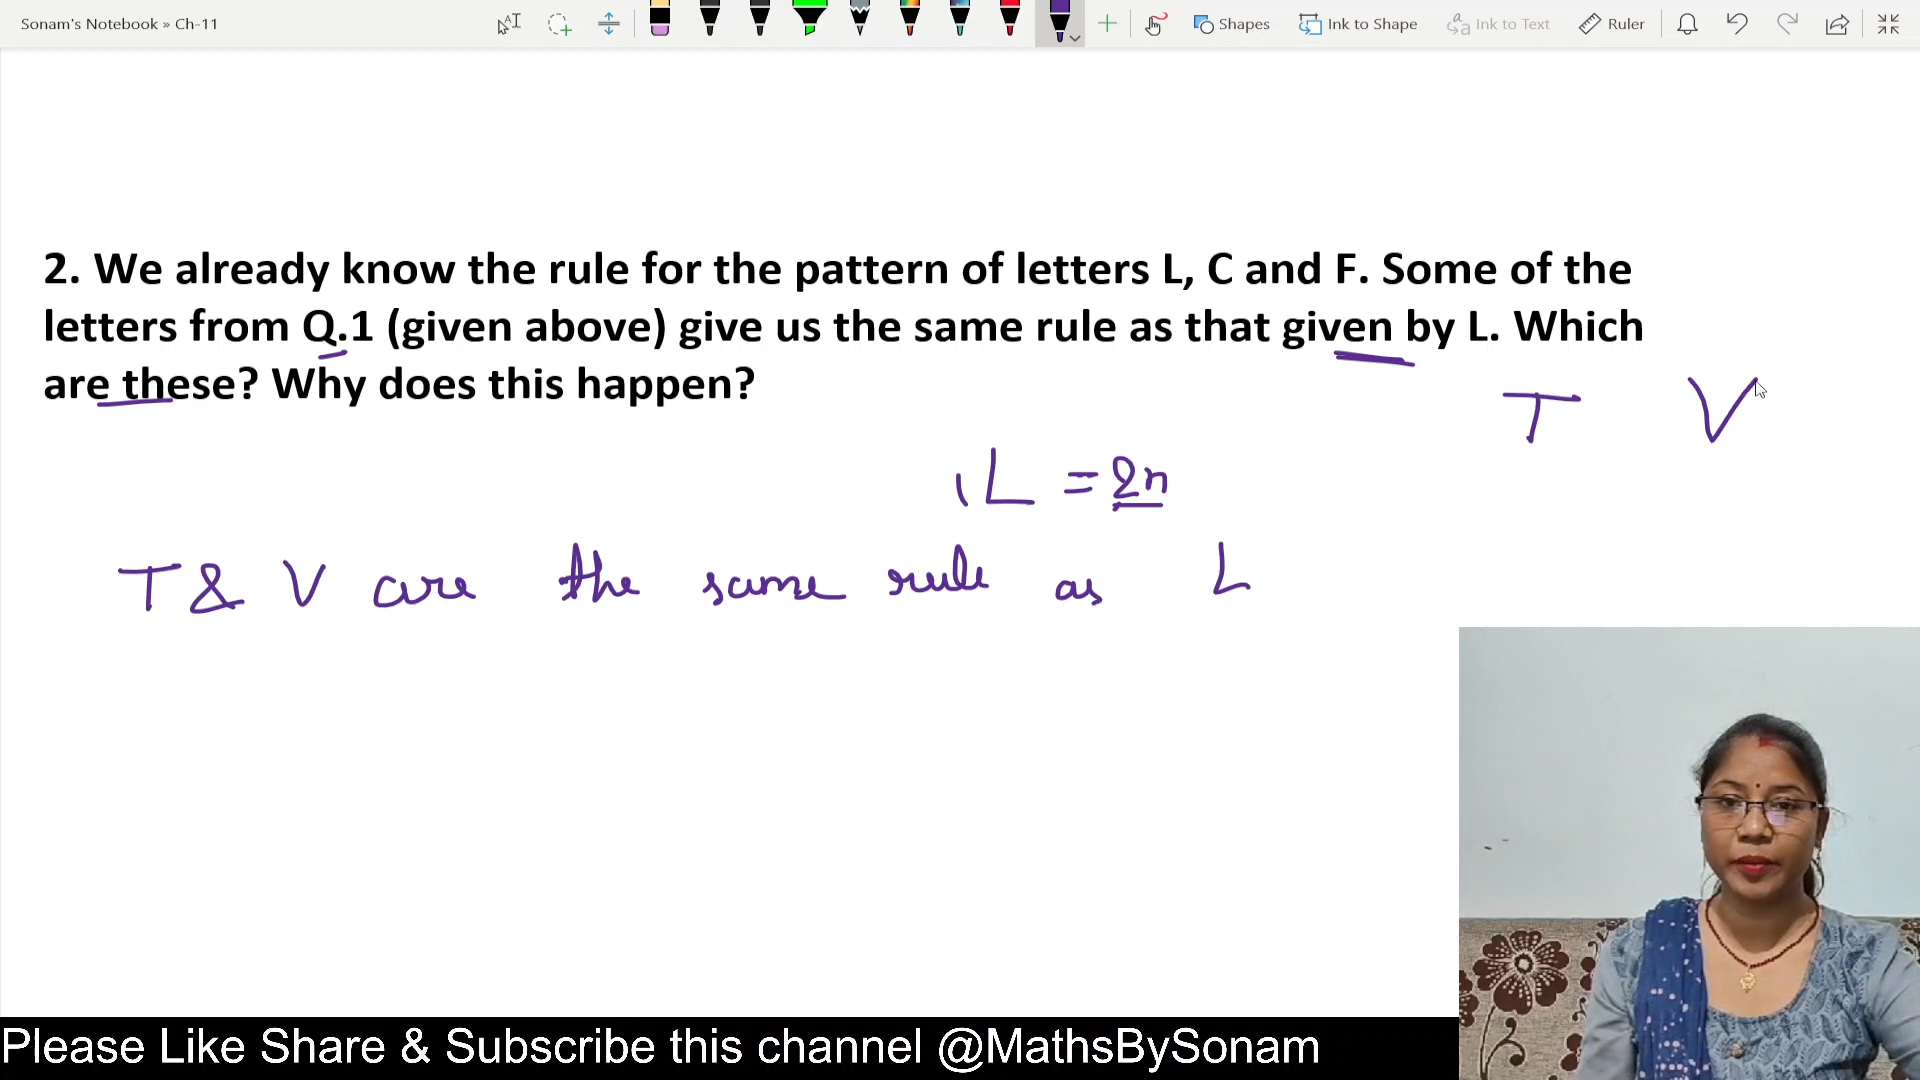 Sonam's Notebook » Ch-11
Shapes
Ink to Shape
Ink to Text
Ruler
2. We already know the rule for the pattern of letters L, C and F. Some of the
letters from Q.1 (given above) give us the same rule as that given by L. Which
are these? Why does this happen?
T V
1 L = 2n
T & V are the same rule as L
Please Like Share & Subscribe this channel @MathsBySonam